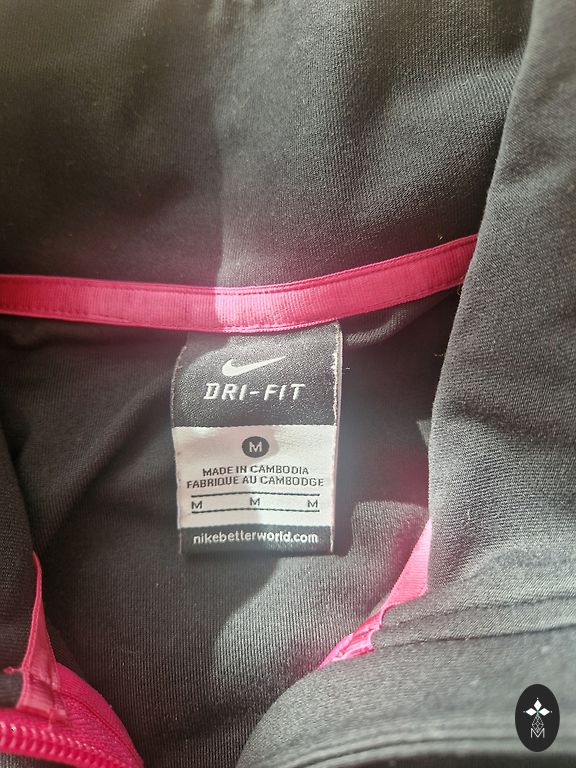 DRI-FIT
M
MADE IN CAMBODIA
FABRIQUE AU CAMBODGE
M M M
nikebetterworld.com
M